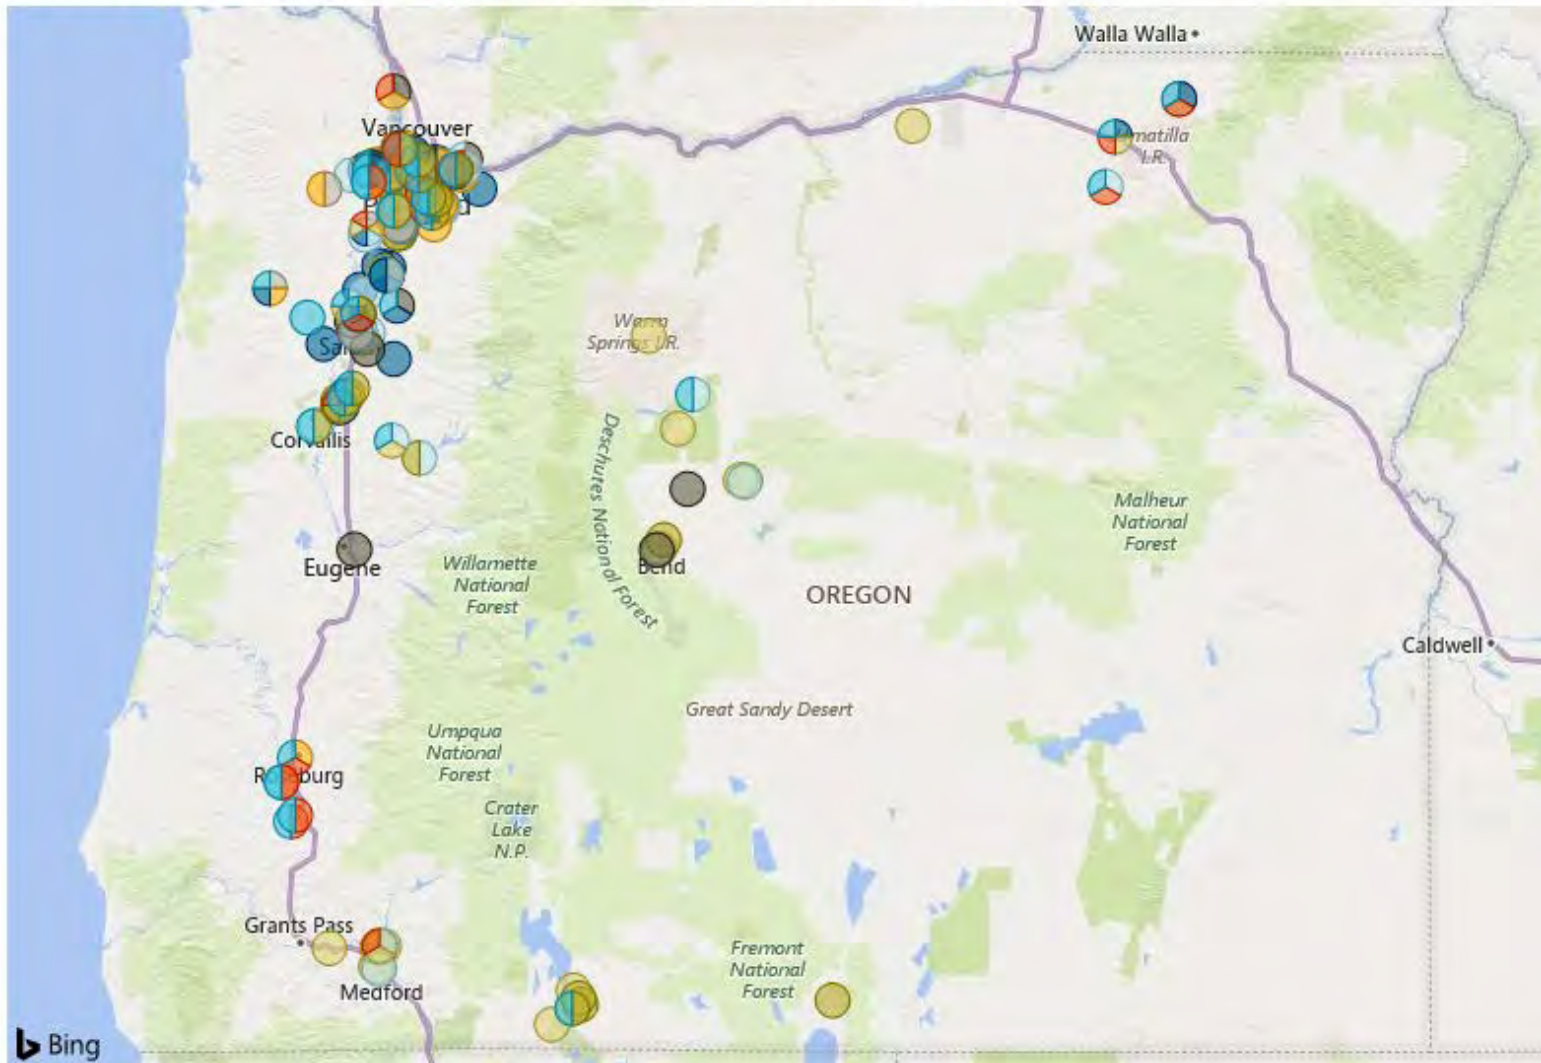 Walla Walla
Vancouver
Umatilla
I.R.
Warm
Springs I.R.
Corvallis
Deschutes National Forest
Malheur
National
Forest
Eugene
Willamette
National
Forest
Bend
OREGON
Caldwell
Great Sandy Desert
Umpqua
National
Forest
Roseburg
Crater
Lake
N.P.
Grants Pass
Fremont
National
Forest
Medford
Bing